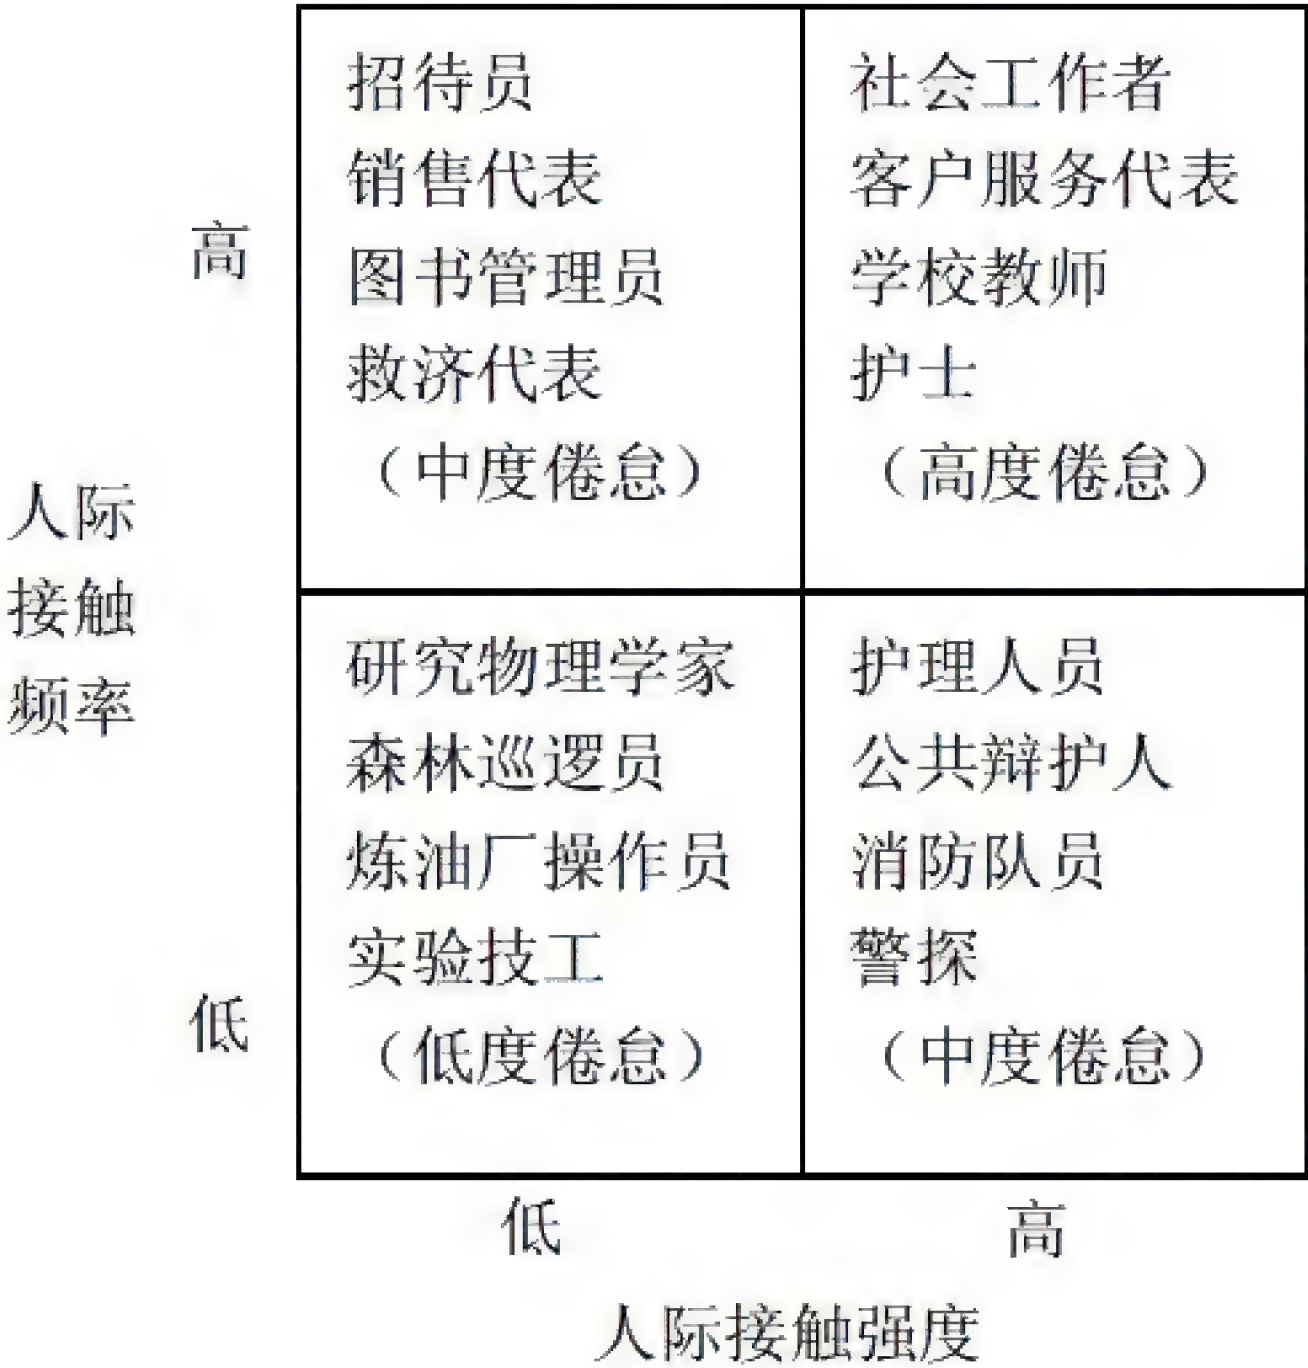 高
招待员
销售代表
图书管理员
救济代表
（中度倦怠）
社会工作者
客户服务代表
学校教师
护士
（高度倦怠）
人际
接触
频率
低
研究物理学家
森林巡逻员
炼油厂操作员
实验技工
（低度倦怠）
护理人员
公共辩护人
消防队员
警探
（中度倦怠）
低
高
人际接触强度